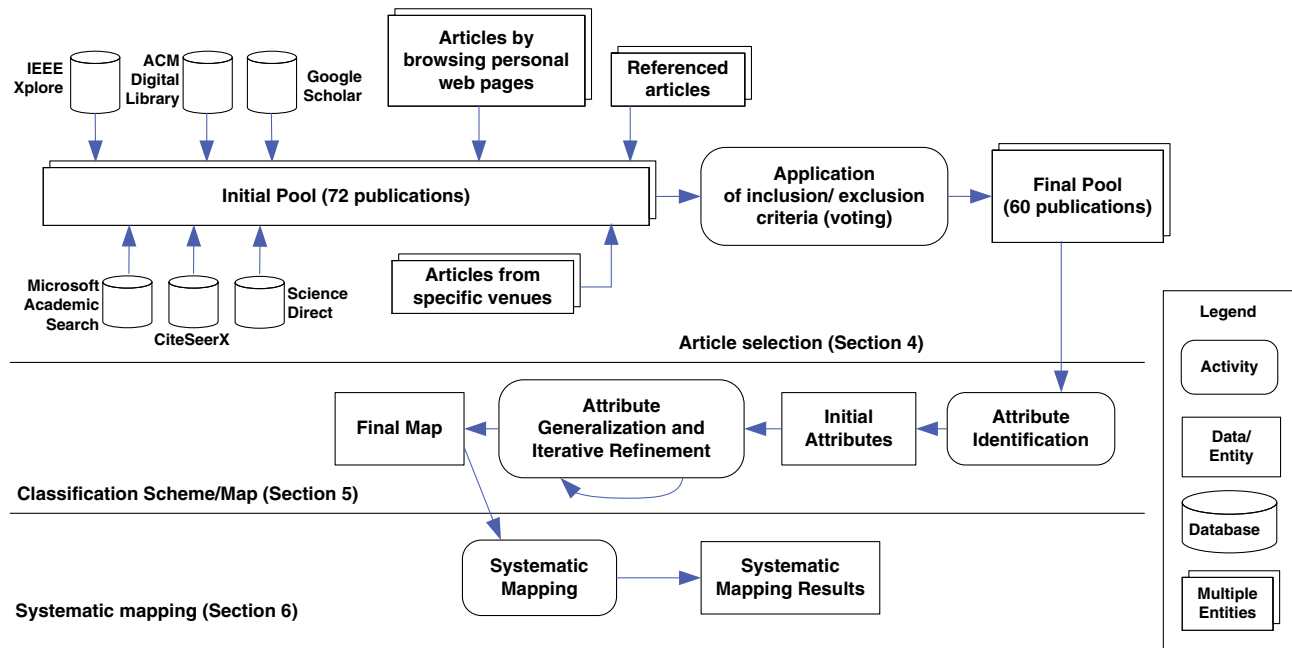 IEEE
Xplore
ACM
Digital
Library
Google
Scholar
Articles by
browsing personal
web pages
Referenced
articles
Initial Pool (72 publications)
Application
of inclusion/ exclusion
criteria (voting)
Final Pool
(60 publications)
Microsoft
Academic
Search
CiteSeerX
Science
Direct
Articles from
specific venues
Article selection (Section 4)
Final Map
Attribute
Generalization and
Iterative Refinement
Initial
Attributes
Attribute
Identification
Classification Scheme/Map (Section 5)
Systematic
Mapping
Systematic
Mapping Results
Systematic mapping (Section 6)
Legend
Activity
Data/
Entity
Database
Multiple
Entities